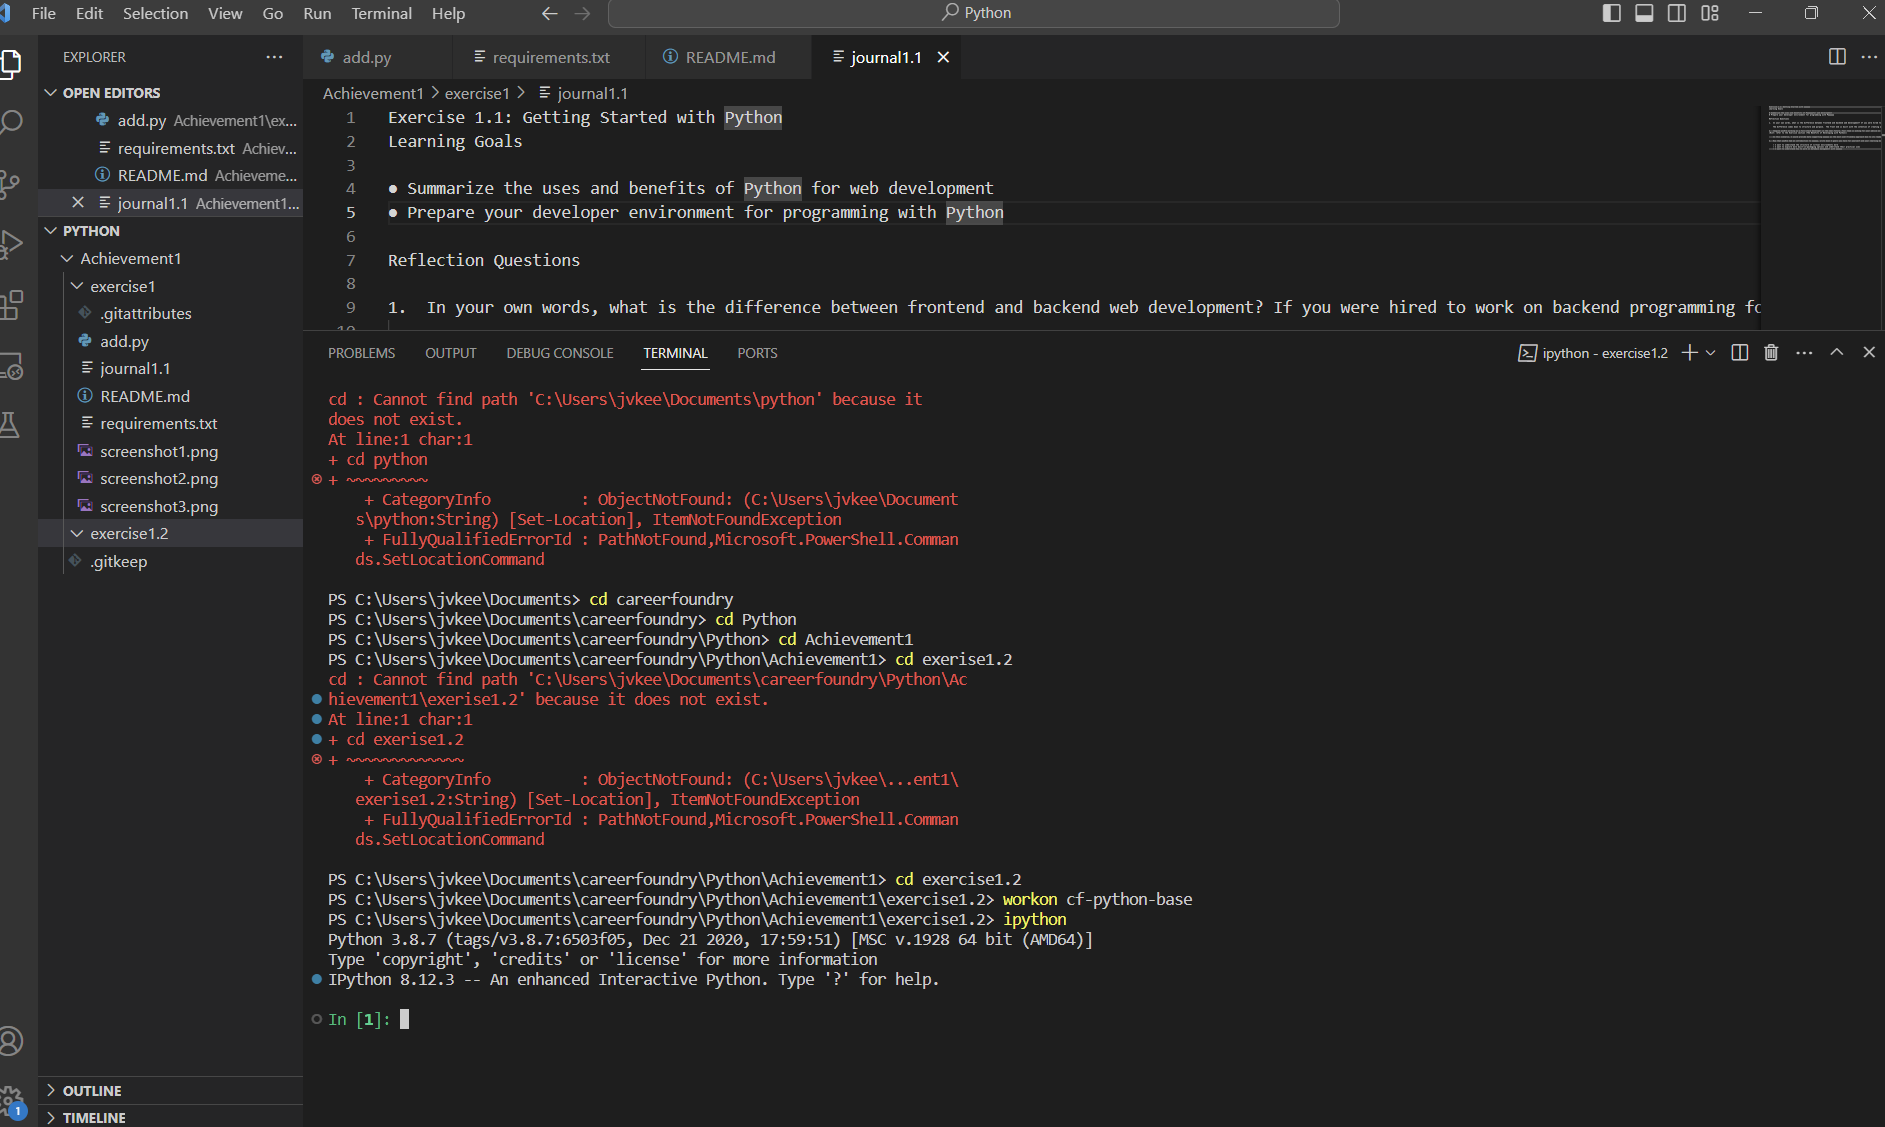 File Edit Selection View Go Run Terminal Help
Python
EXPLORER
OPEN EDITORS
add.py Achievement1\ex...
requirements.txt Achiev...
README.md Achieveme...
journal1.1 Achievement1...
PYTHON
Achievement1
exercise1
.gitattributes
add.py
journal1.1
README.md
requirements.txt
screenshot1.png
screenshot2.png
screenshot3.png
exercise1.2
.gitkeep
OUTLINE
TIMELINE
1
add.py requirements.txt README.md journal1.1
Achievement1 > exercise1 > journal1.1
1 Exercise 1.1: Getting Started with Python
2 Learning Goals
3
4 ● Summarize the uses and benefits of Python for web development
5 ● Prepare your developer environment for programming with Python
6
7 Reflection Questions
8
9 1. In your own words, what is the difference between frontend and backend web development? If you were hired to work on backend programming fo
10
PROBLEMS OUTPUT DEBUG CONSOLE TERMINAL PORTS
ipython - exercise1.2
cd : Cannot find path 'C:\Users\jvkee\Documents\python' because it
does not exist.
At line:1 char:1
+ cd python
+ ~~~~~~~~~
+ CategoryInfo : ObjectNotFound: (C:\Users\jvkee\Document
s\python:String) [Set-Location], ItemNotFoundException
+ FullyQualifiedErrorId : PathNotFound,Microsoft.PowerShell.Comman
ds.SetLocationCommand
PS C:\Users\jvkee\Documents> cd careerfoundry
PS C:\Users\jvkee\Documents\careerfoundry> cd Python
PS C:\Users\jvkee\Documents\careerfoundry\Python> cd Achievement1
PS C:\Users\jvkee\Documents\careerfoundry\Python\Achievement1> cd exerise1.2
cd : Cannot find path 'C:\Users\jvkee\Documents\careerfoundry\Python\Ac
hievement1\exerise1.2' because it does not exist.
At line:1 char:1
+ cd exerise1.2
+ ~~~~~~~~~~~~~
+ CategoryInfo : ObjectNotFound: (C:\Users\jvkee\...ent1\
exerise1.2:String) [Set-Location], ItemNotFoundException
+ FullyQualifiedErrorId : PathNotFound,Microsoft.PowerShell.Comman
ds.SetLocationCommand
PS C:\Users\jvkee\Documents\careerfoundry\Python\Achievement1> cd exercise1.2
PS C:\Users\jvkee\Documents\careerfoundry\Python\Achievement1\exercise1.2> workon cf-python-base
PS C:\Users\jvkee\Documents\careerfoundry\Python\Achievement1\exercise1.2> ipython
Python 3.8.7 (tags/v3.8.7:6503f05, Dec 21 2020, 17:59:51) [MSC v.1928 64 bit (AMD64)]
Type 'copyright', 'credits' or 'license' for more information
IPython 8.12.3 -- An enhanced Interactive Python. Type '?' for help.
In [1]: